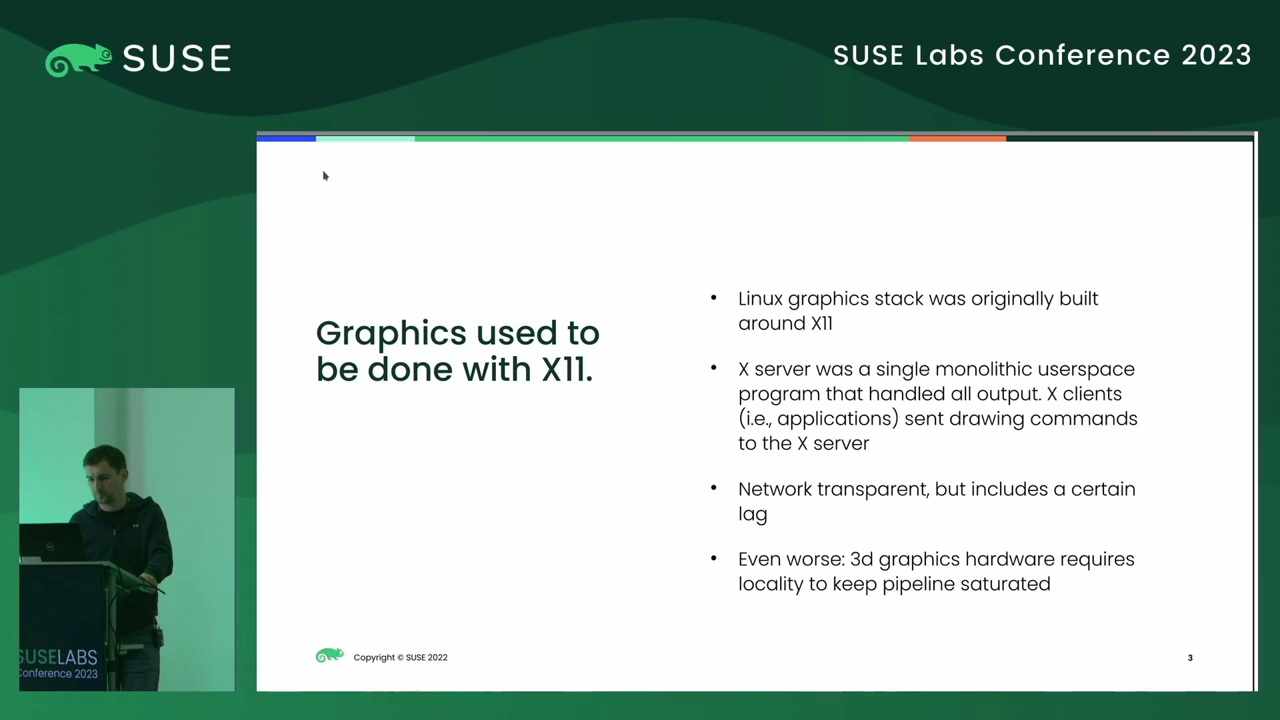 SUSE
SUSE Labs Conference 2023
Graphics used to
be done with X11.
• Linux graphics stack was originally built
around X11
• X server was a single monolithic userspace
program that handled all output. X clients
(i.e., applications) sent drawing commands
to the X server
• Network transparent, but includes a certain
lag
• Even worse: 3d graphics hardware requires
locality to keep pipeline saturated
Copyright © SUSE 2022
3
SUSELABS
Conference 2023